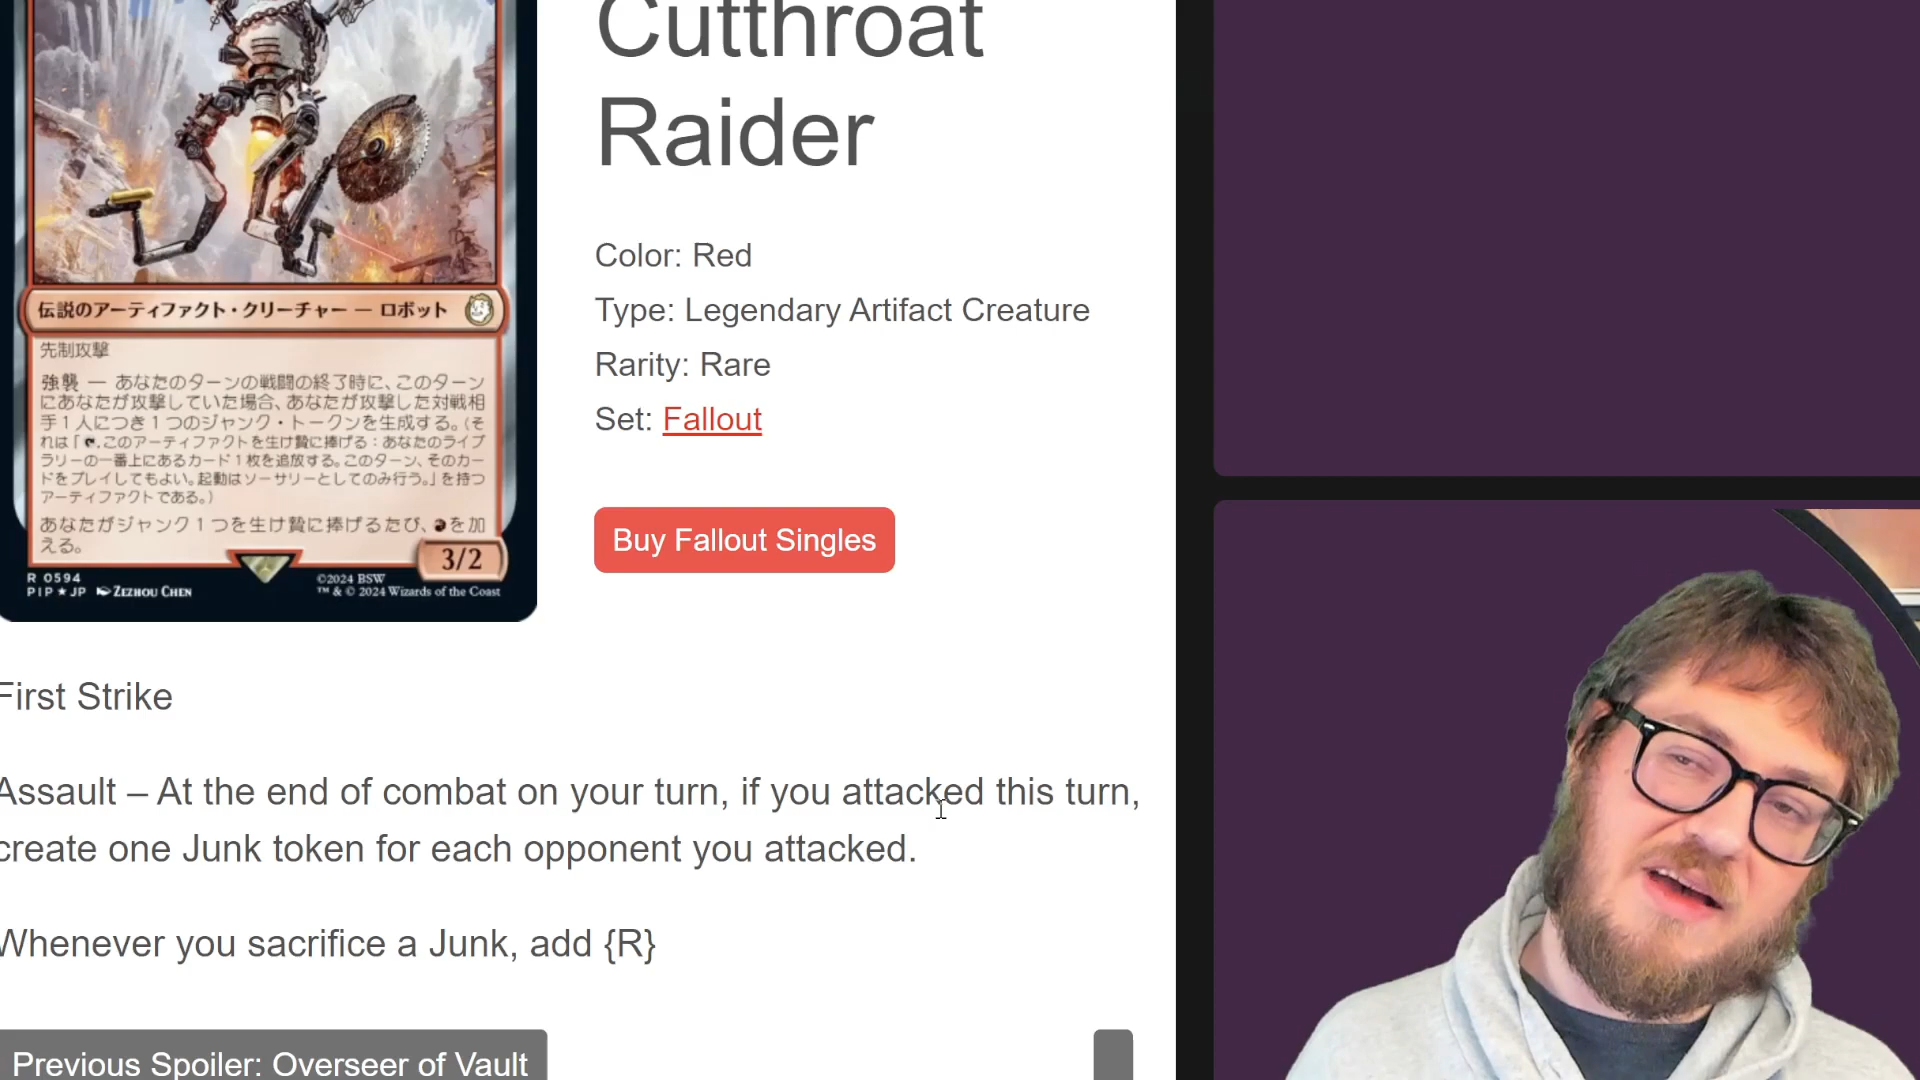 Cutthroat
Raider
Color: Red
Type: Legendary Artifact Creature
Rarity: Rare
Set: Fallout
Buy Fallout Singles
伝説のアーティファクト・クリーチャー — ロボット
先制攻撃
強襲 — あなたのターンの戦闘の終了時に、このターン
にあなたが攻撃していた場合、あなたが攻撃した対戦相
手1人につき1つのジャンク・トークンを生成する。(そ
れは「,このアーティファクトを生け贄に捧げる：あなたのライブ
ラリーの一番上にあるカード1枚を追放する。このターン、そのカー
ドをプレイしてもよい。起動はソーサリーとしてのみ行う。」を持つ
アーティファクトである。)
あなたがジャンク1つを生け贄に捧げるたび、を加
える。
3/2
R 0594
PIP★JP ZEZHOU CHEN
©2024 BSW
™ & © 2024 Wizards of the Coast
First Strike
Assault – At the end of combat on your turn, if you attacked this turn,
create one Junk token for each opponent you attacked.
Whenever you sacrifice a Junk, add {R}
Previous Spoiler: Overseer of Vault